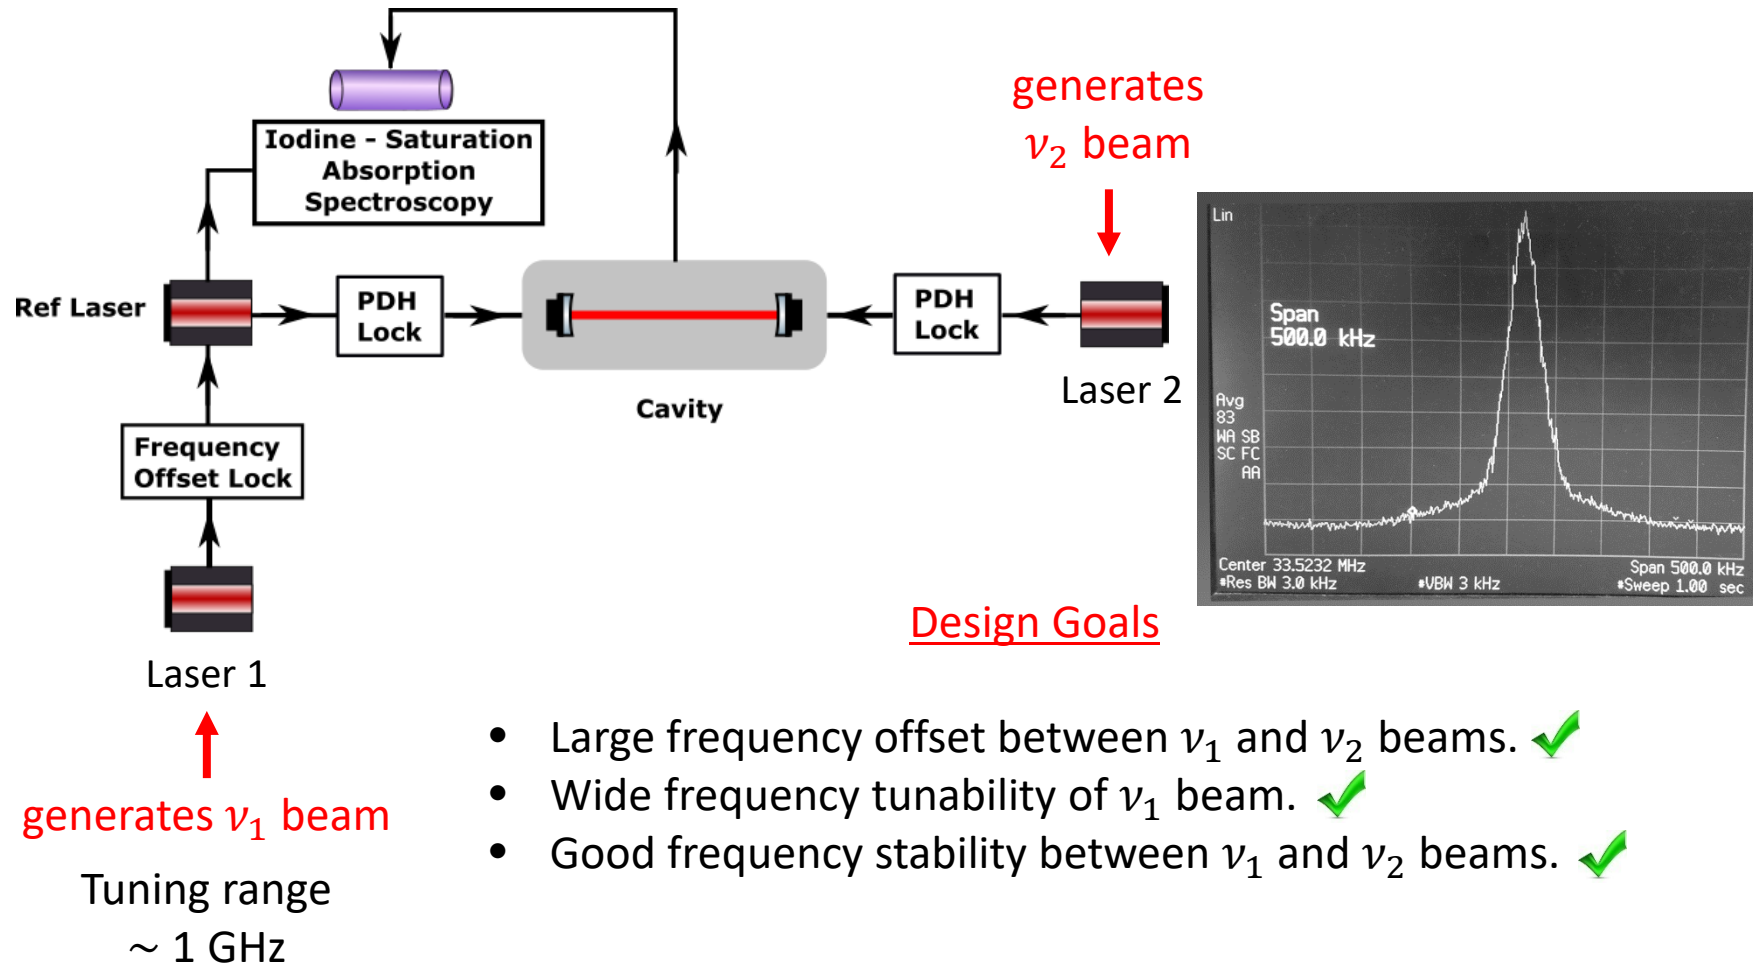 Iodine - Saturation
Absorption
Spectroscopy
generates
ν₂ beam
Ref Laser
PDH
Lock
PDH
Lock
Laser 2
Cavity
Frequency
Offset Lock
Laser 1
generates ν₁ beam
Tuning range
~ 1 GHz
Lin
Span
500.0 kHz
Avg
83
WA SB
SC FC
AA
Center 33.5232 MHz
Span 500.0 kHz
#Res BW 3.0 kHz
#VBW 3 kHz
#Sweep 1.00 sec
Design Goals
• Large frequency offset between ν₁ and ν₂ beams.
• Wide frequency tunability of ν₁ beam.
• Good frequency stability between ν₁ and ν₂ beams.